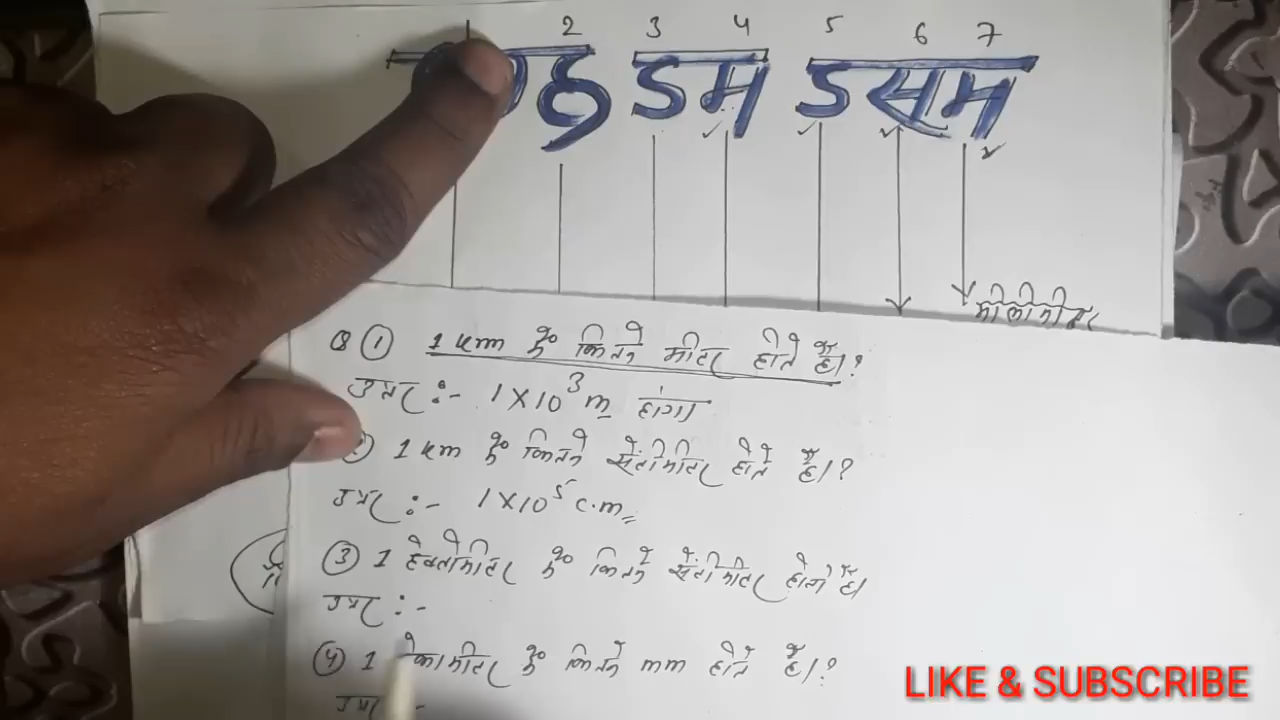 2 3 4 5 6 7
ह डम डसम
मीलीमीटर
Q ① 1 km में कितने मीटर होते हैं।?
उत्तर :- 1 X 10³ m होगा
1 km में कितने सेंतीमीटर होते हैं।?
उत्तर :- 1 X 10⁵ c.m
③ 1 हेक्तोमीटर में कितने सेंतीमीटर होते हैं।
उत्तर :-
④ 1 डेकामीटर में कितने mm होते हैं।?
उत्तर :-
LIKE & SUBSCRIBE